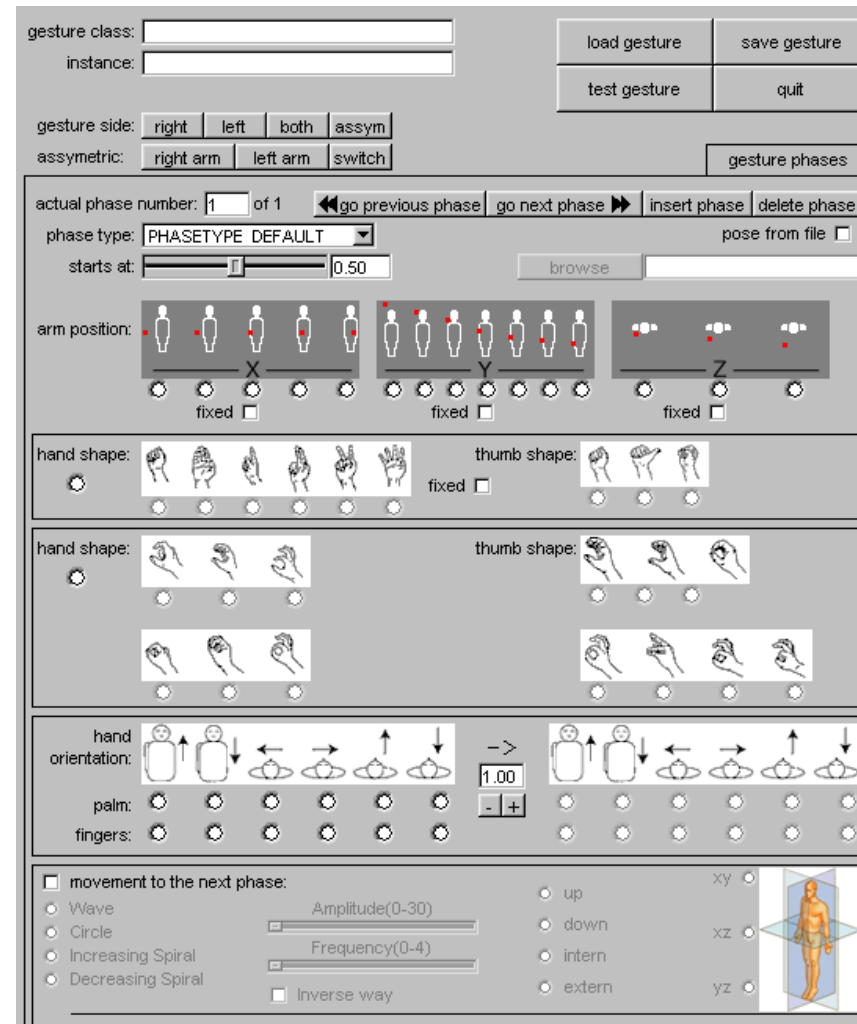 gesture class:
load gesture save gesture
instance:
test gesture quit
gesture side: right left both assym
assymetric: right arm left arm switch
gesture phases
actual phase number: 1 of 1 go previous phase go next phase insert phase delete phase
phase type: PHASETYPE DEFAULT pose from file
starts at: 0.50 browse
arm position:
X Y Z
fixed fixed fixed
hand shape: thumb shape:
fixed
hand shape: thumb shape:
hand
orientation:
->
1.00
palm: - +
fingers:
movement to the next phase: xy
Wave Amplitude(0-30) up
Circle down xz
Increasing Spiral Frequency(0-4) intern
Decreasing Spiral
Inverse way extern yz